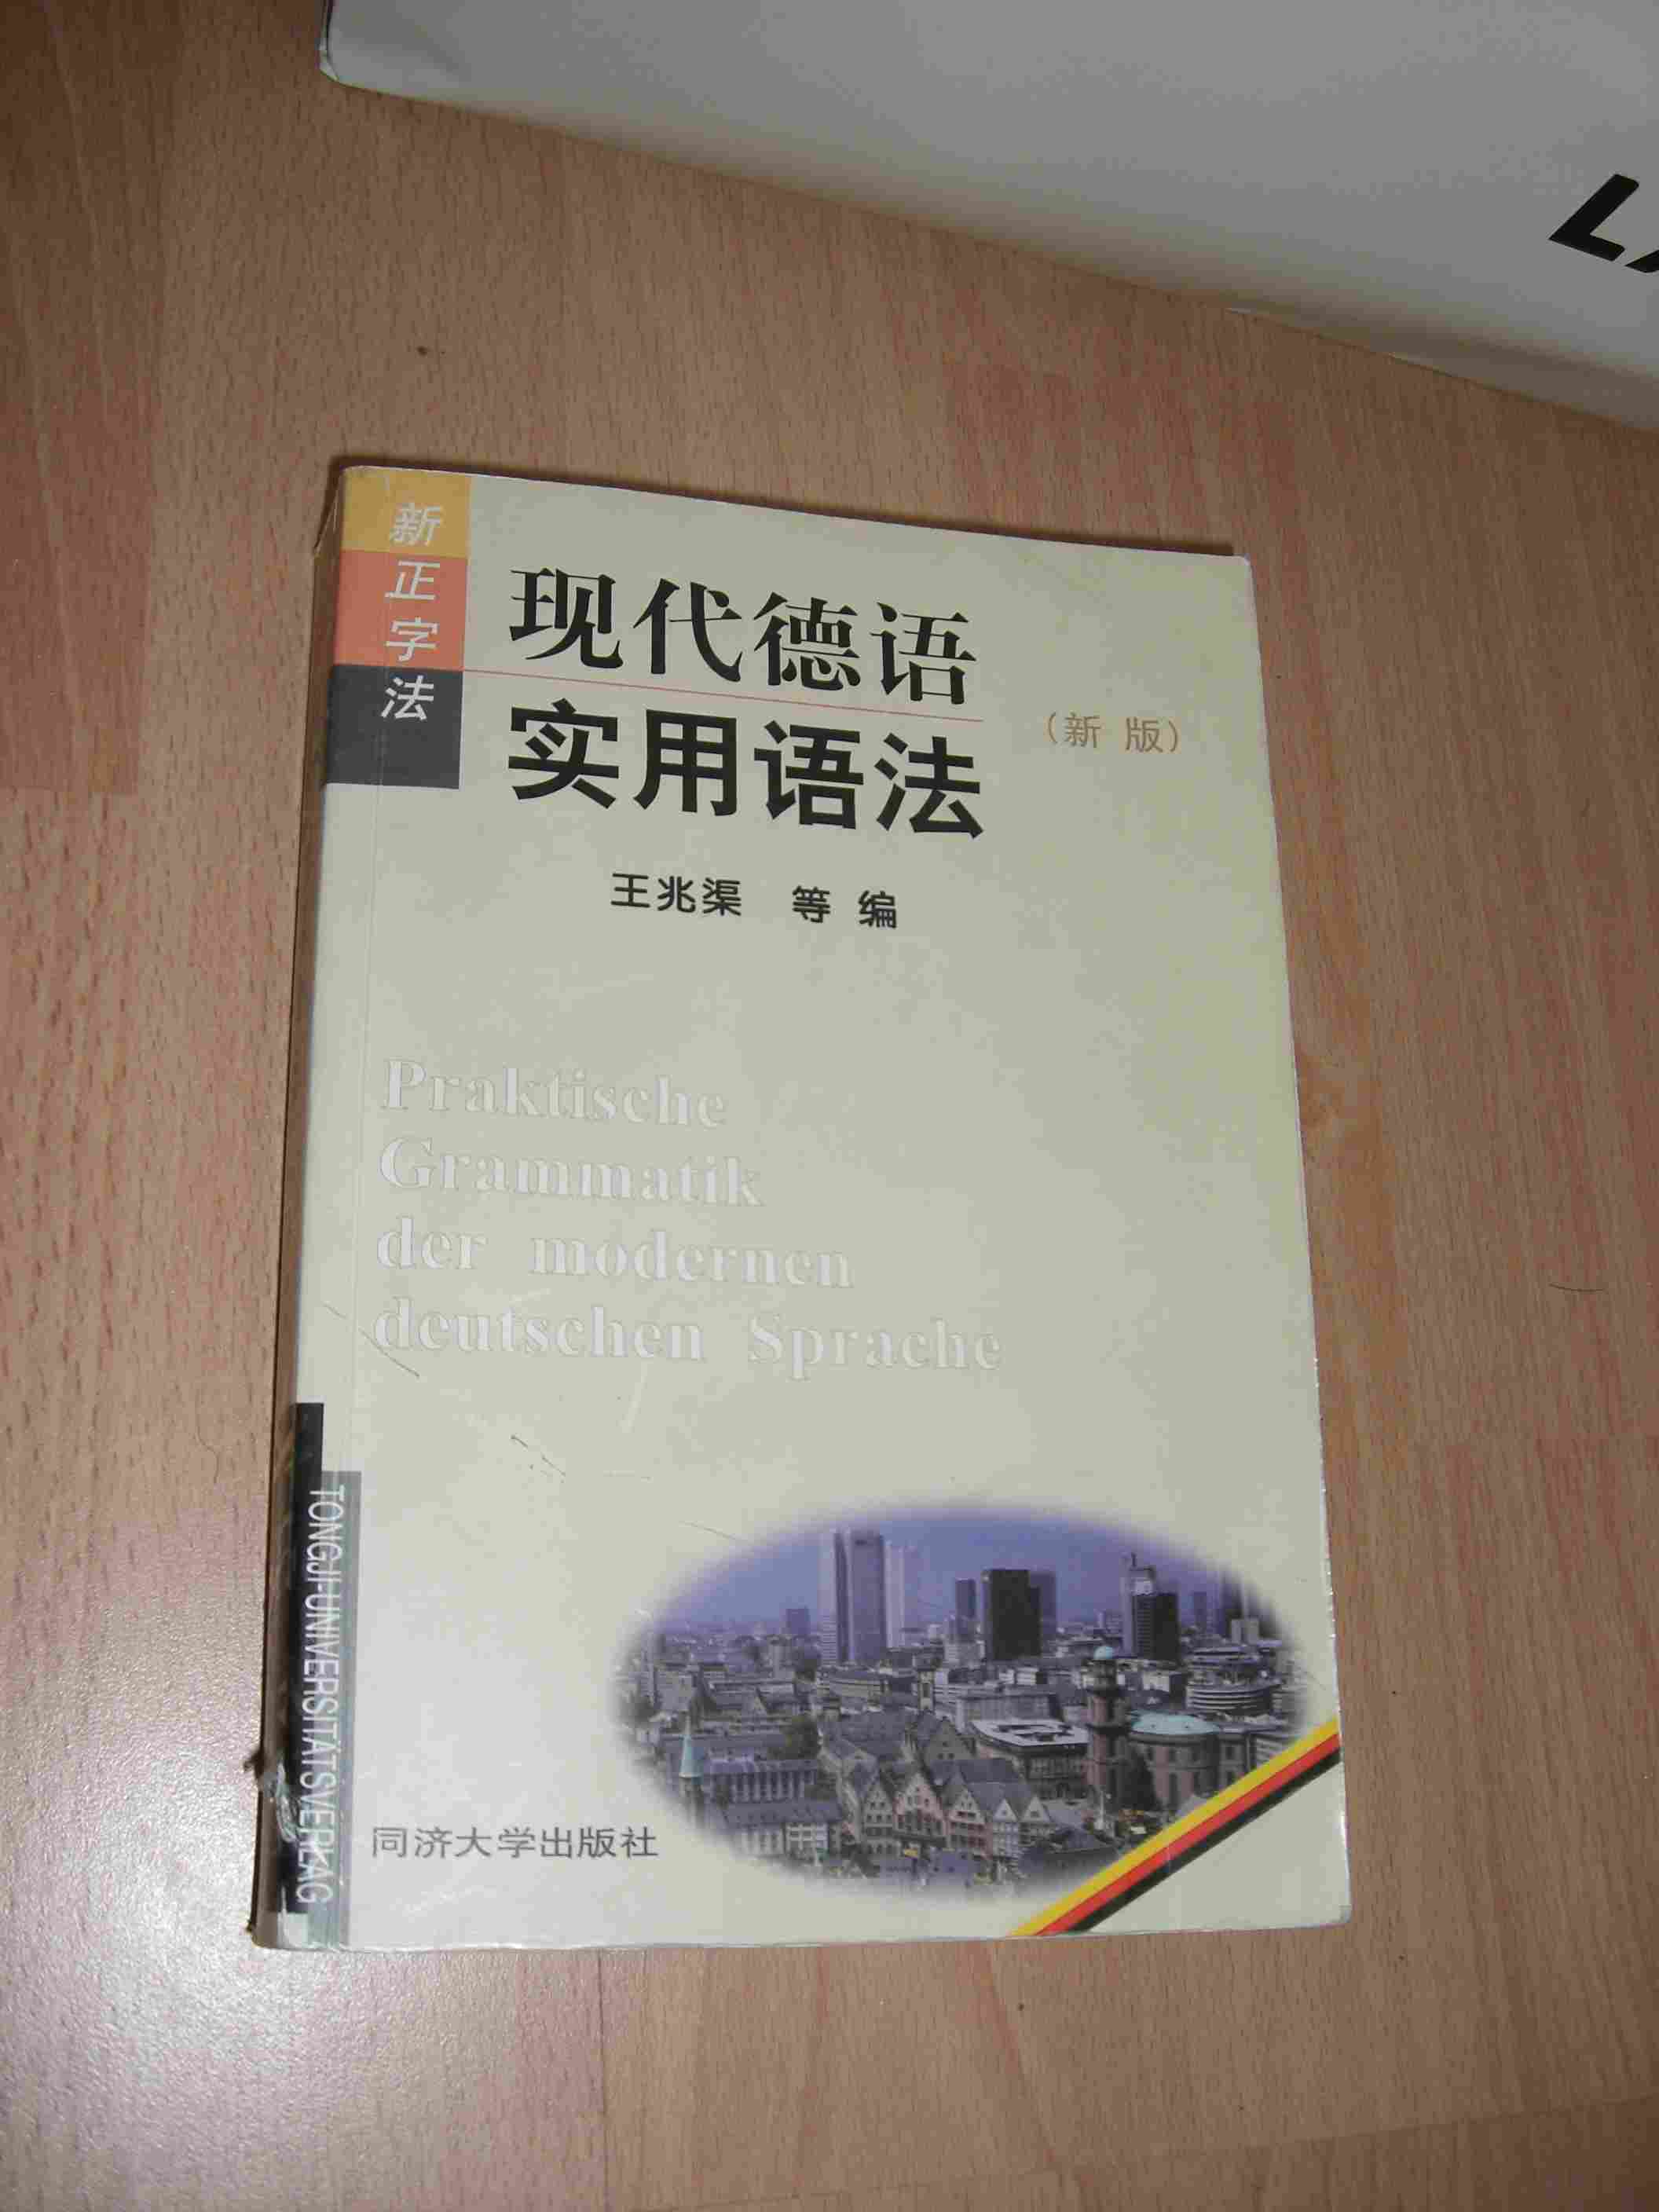 新正字法
现代德语
实用语法
(新 版)
王兆渠 等 编
Praktische
Grammatik
der modernen
deutschen Sprache
TONGJI-UNIVERSITÄTSVERLAG
同济大学出版社